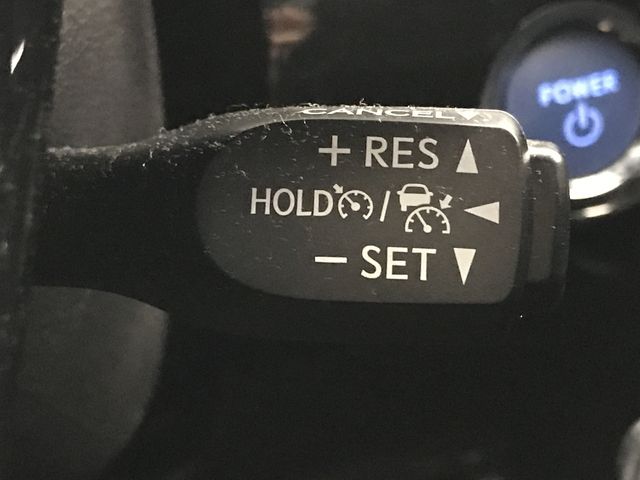 CANCEL
POWER
+ RES
HOLD /
- SET